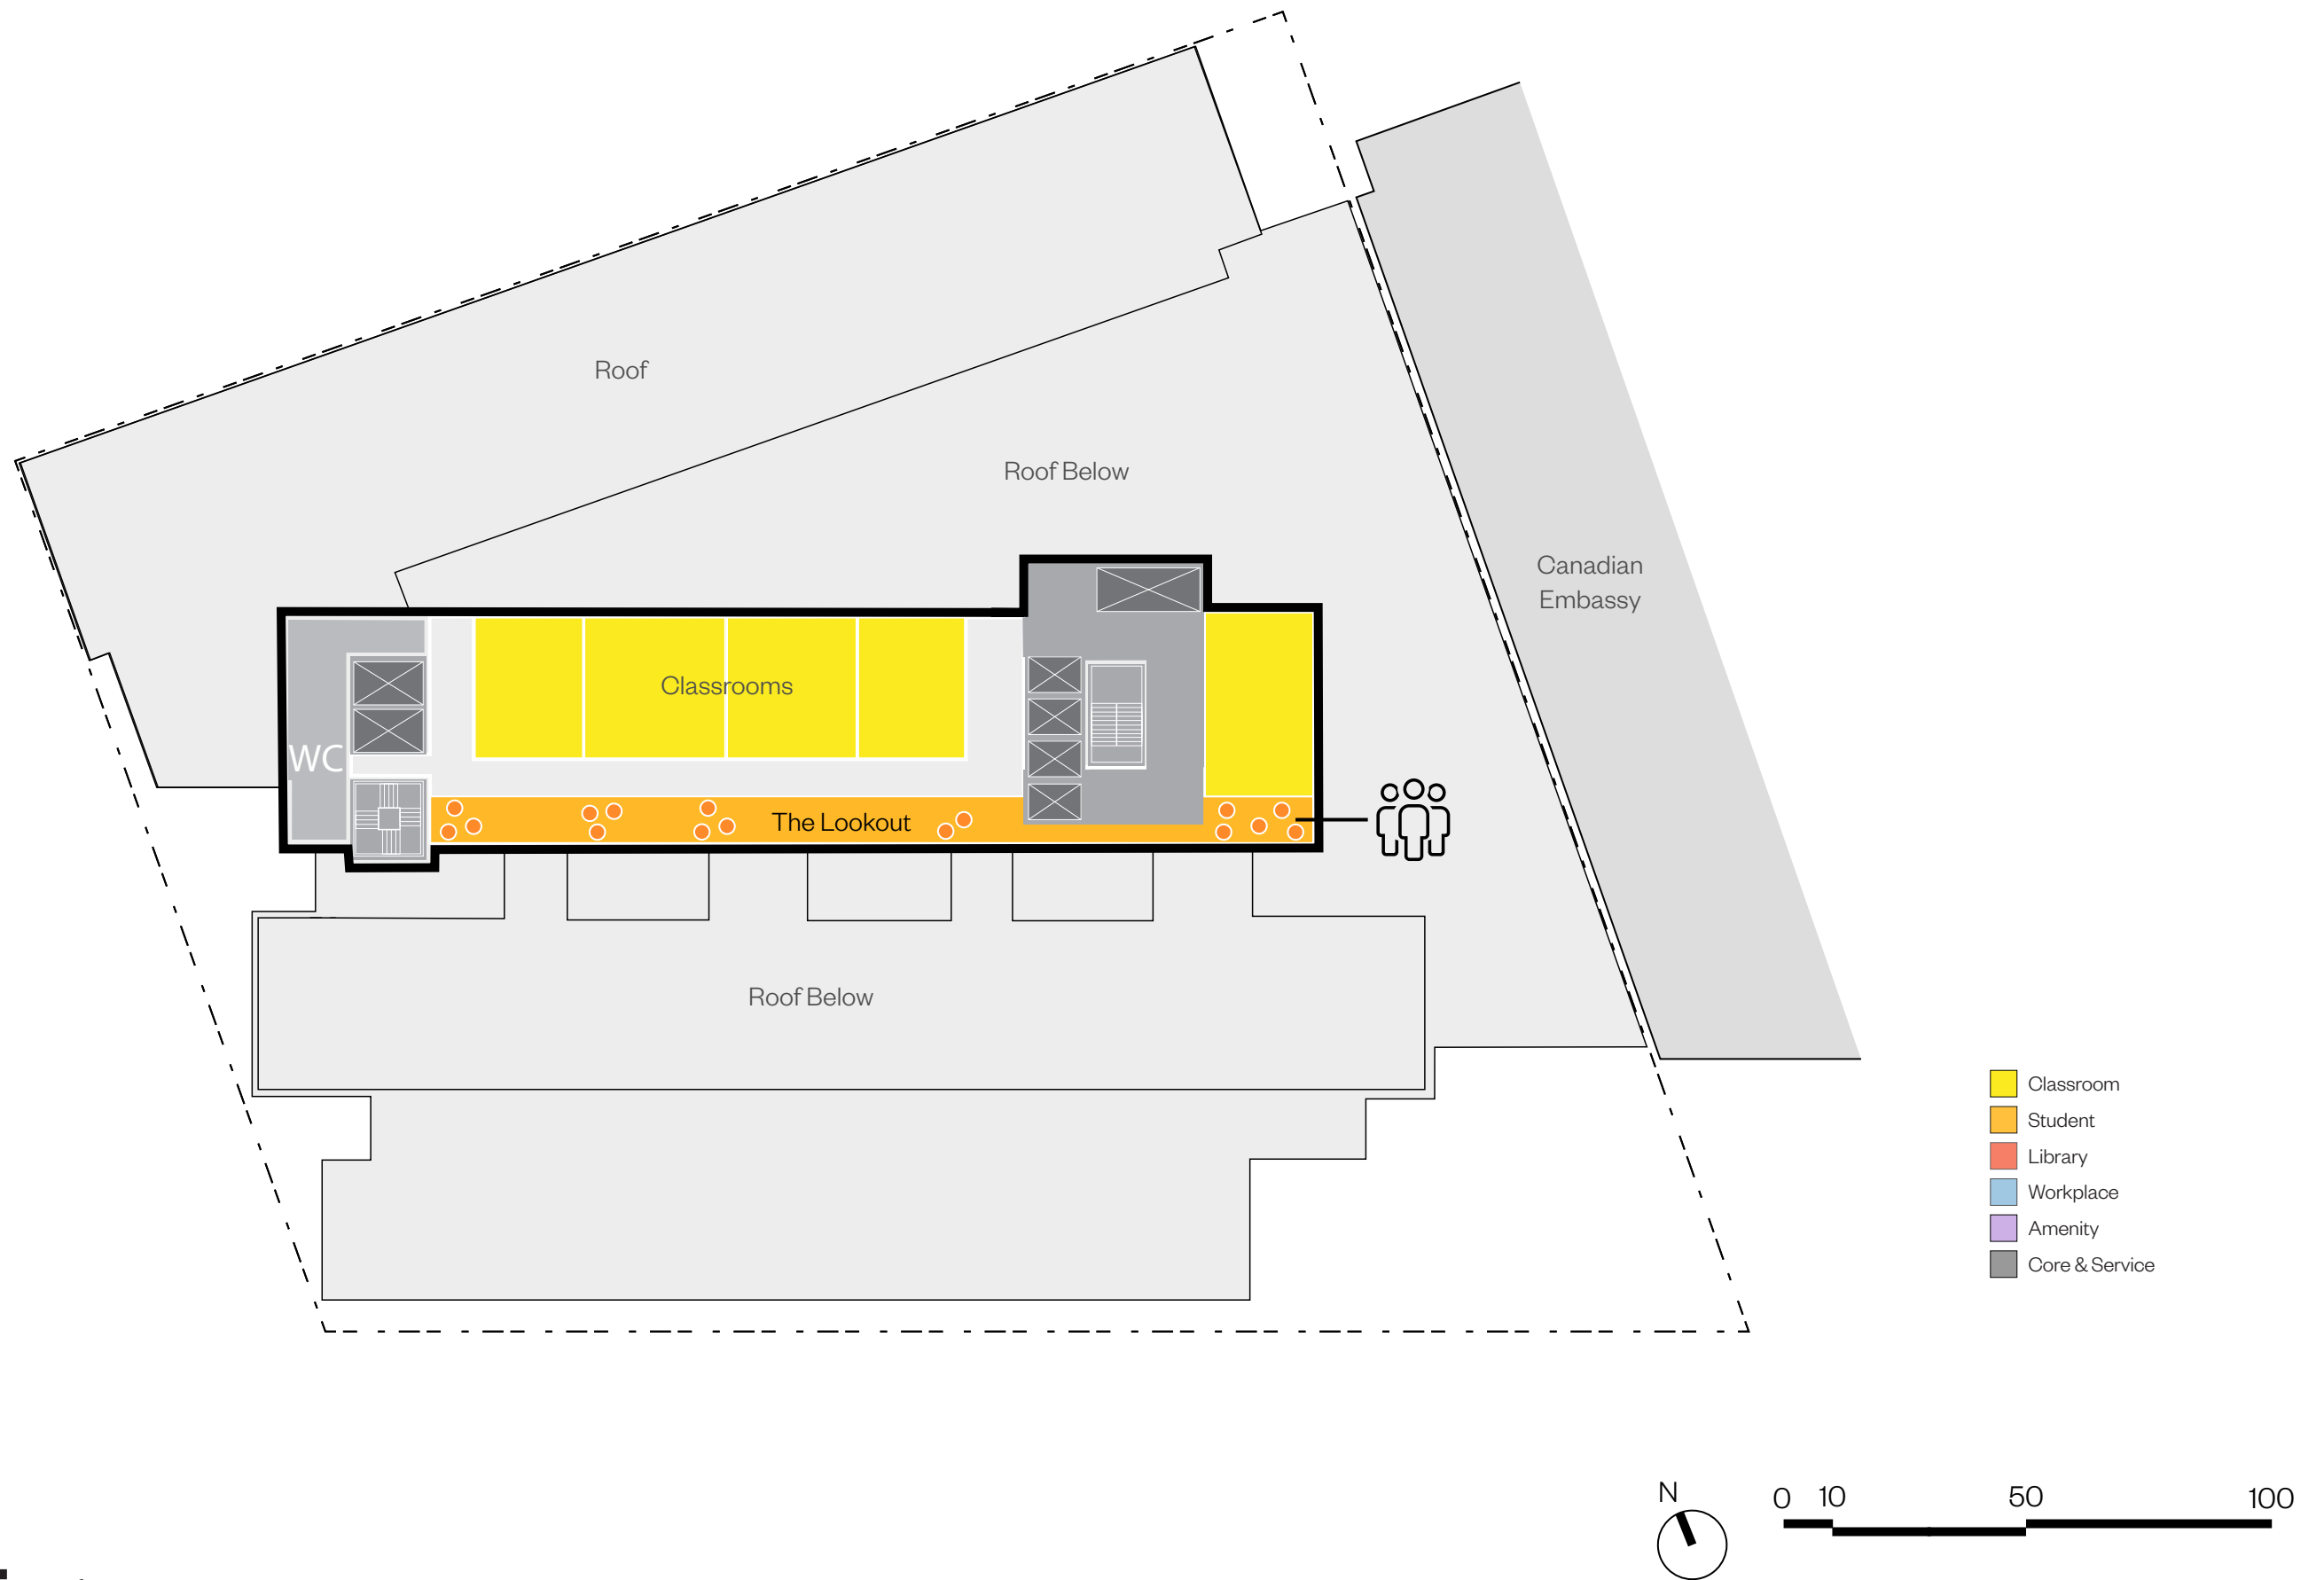 Roof
Roof Below
Canadian
Embassy
Classrooms
WC
The Lookout
Roof Below
Classroom
Student
Library
Workplace
Amenity
Core & Service
N
0 10 50 100